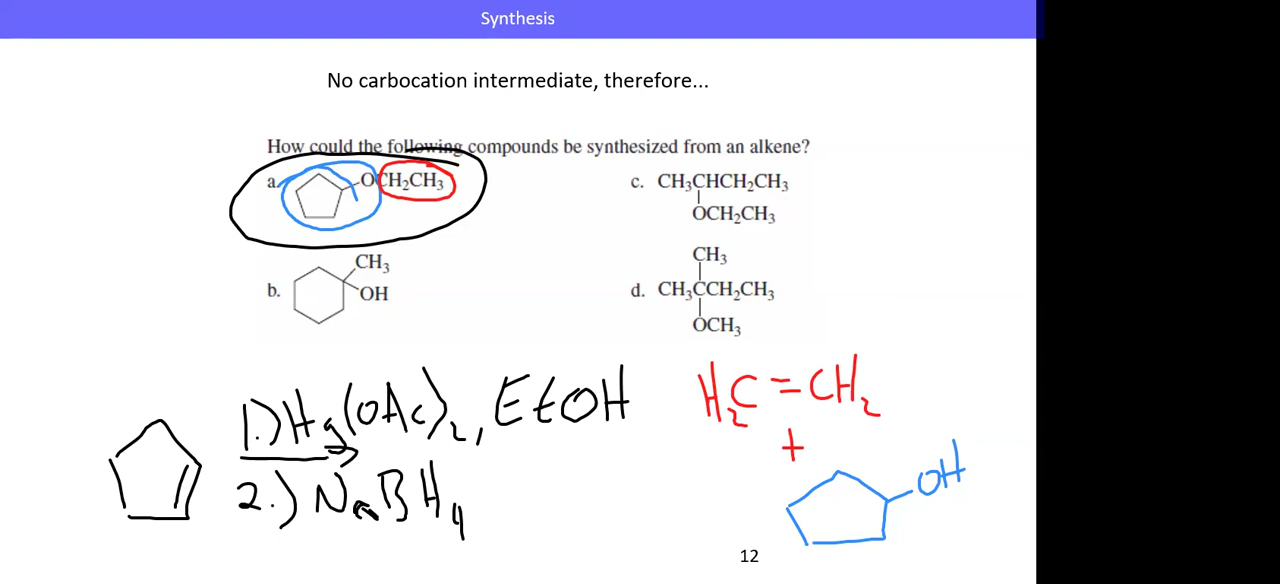 Synthesis
No carbocation intermediate, therefore...
How could the following compounds be synthesized from an alkene?
a. OCH₂CH₃
c. CH₃CHCH₂CH₃
OCH₂CH₃
b. CH₃
OH
CH₃
d. CH₃CCH₂CH₃
OCH₃
1.) Hg(OAc)₂, EtOH
2.) NaBH₄
H₂C=CH₂
+
OH
12